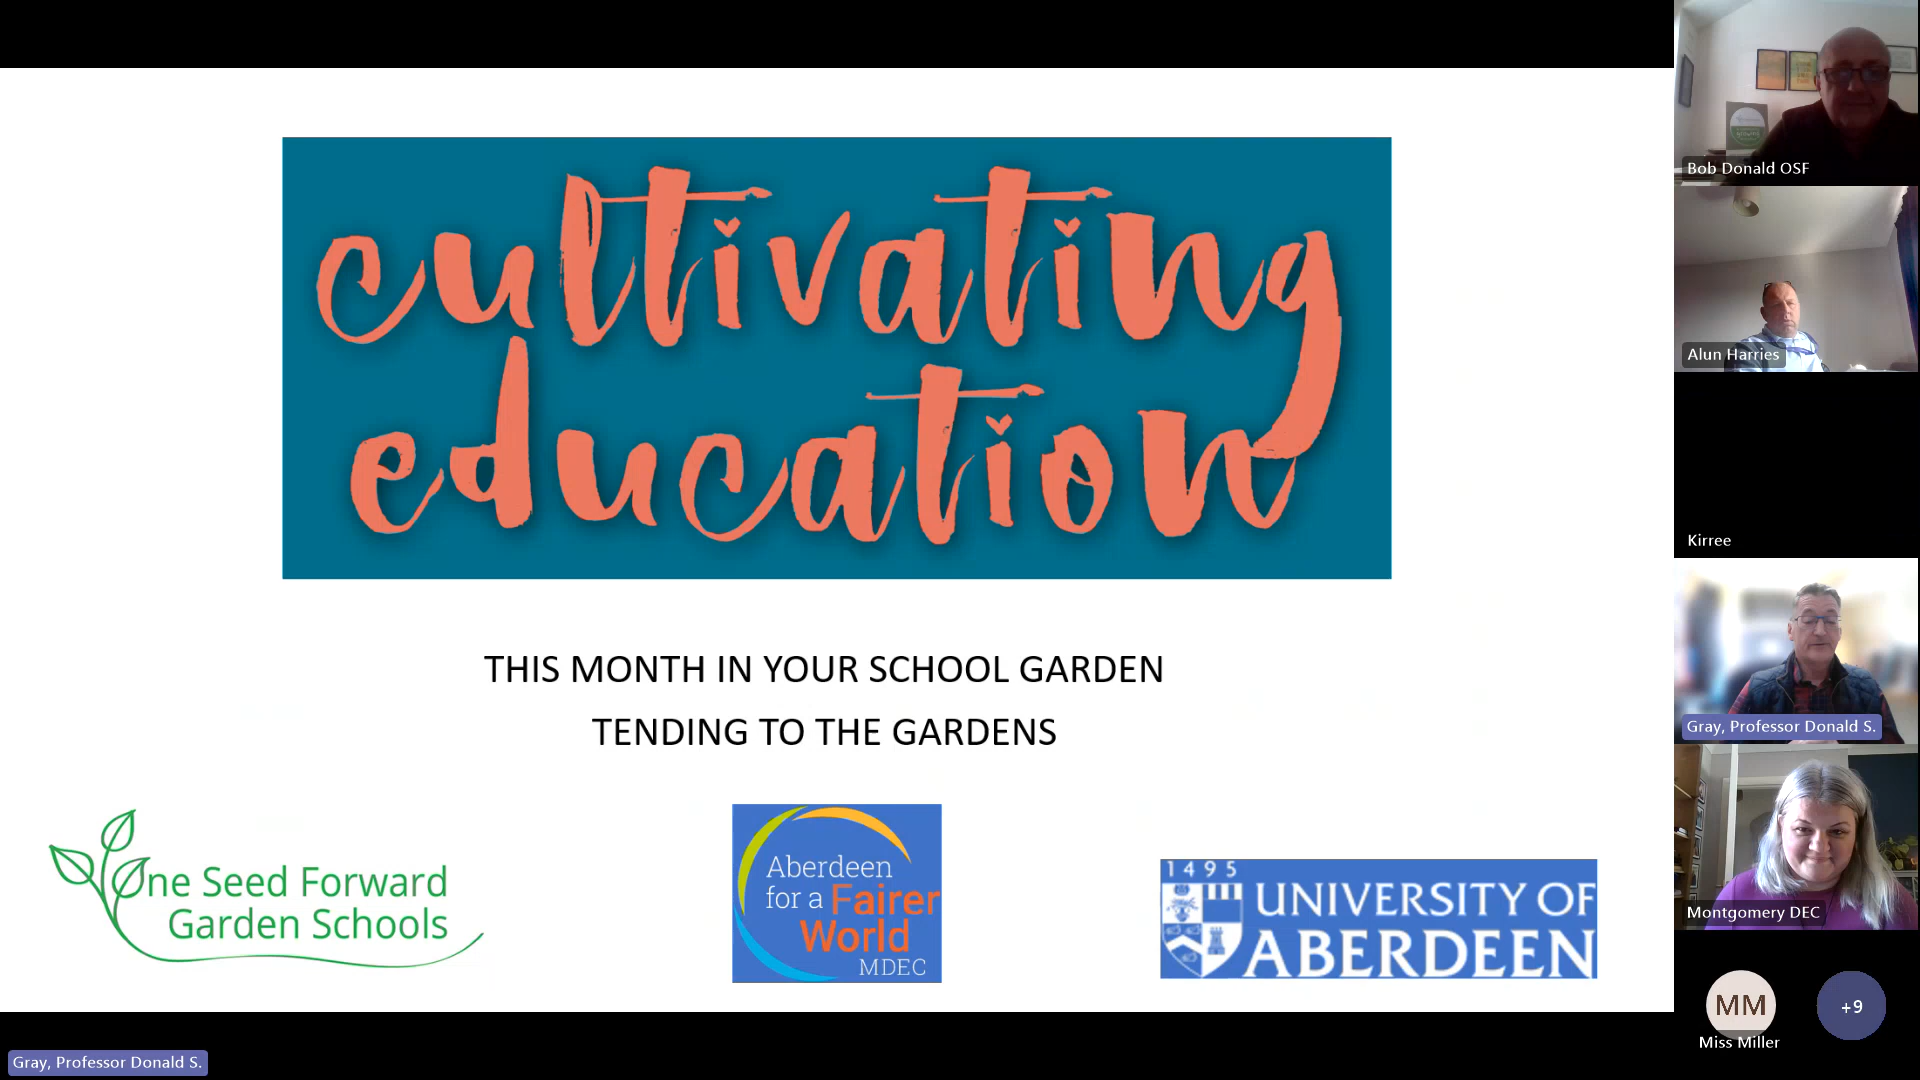 cultivating
education
THIS MONTH IN YOUR SCHOOL GARDEN
TENDING TO THE GARDENS
One Seed Forward
Garden Schools
Aberdeen
for a Fairer
World
MDEC
1495
UNIVERSITY OF
ABERDEEN
Bob Donald OSF
Alun Harries
Kirree
Gray, Professor Donald S.
Montgomery DEC
MM
Miss Miller
+9
Gray, Professor Donald S.